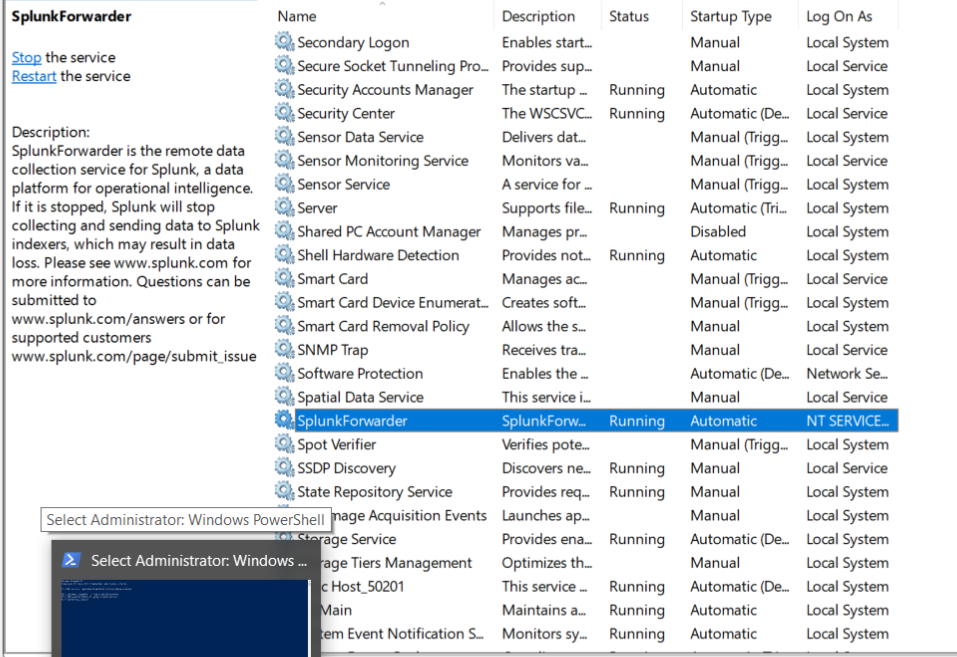 SplunkForwarder
Stop the service
Restart the service
Description:
SplunkForwarder is the remote data
collection service for Splunk, a data
platform for operational intelligence.
If it is stopped, Splunk will stop
collecting and sending data to Splunk
indexers, which may result in data
loss. Please see www.splunk.com for
more information. Questions can be
submitted to
www.splunk.com/answers or for
supported customers
www.splunk.com/page/submit_issue
Name Description Status Startup Type Log On As
Secondary Logon Enables start... Manual Local System
Secure Socket Tunneling Pro... Provides sup... Manual Local Service
Security Accounts Manager The startup ... Running Automatic Local System
Security Center The WSCSVC... Running Automatic (De... Local Service
Sensor Data Service Delivers dat... Manual (Trigg... Local System
Sensor Monitoring Service Monitors va... Manual (Trigg... Local Service
Sensor Service A service for ... Manual (Trigg... Local System
Server Supports file... Running Automatic (Tri... Local System
Shared PC Account Manager Manages pr... Disabled Local System
Shell Hardware Detection Provides not... Running Automatic Local System
Smart Card Manages ac... Manual (Trigg... Local Service
Smart Card Device Enumerat... Creates soft... Manual (Trigg... Local System
Smart Card Removal Policy Allows the s... Manual Local System
SNMP Trap Receives tra... Manual Local Service
Software Protection Enables the ... Automatic (De... Network Se...
Spatial Data Service This service i... Manual Local Service
SplunkForwarder SplunkForw... Running Automatic NT SERVICE...
Spot Verifier Verifies pote... Manual (Trigg... Local System
SSDP Discovery Discovers ne... Running Manual Local Service
State Repository Service Provides req... Running Manual Local System
mage Acquisition Events Launches ap... Manual Local System
Storage Service Provides ena... Running Automatic (De... Local System
rage Tiers Management Optimizes th... Manual Local System
c Host_50201 This service ... Running Automatic (De... Local System
Main Maintains a... Running Automatic Local System
tem Event Notification S... Monitors sy... Running Automatic Local System
Select Administrator: Windows PowerShell
Select Administrator: Windows ...